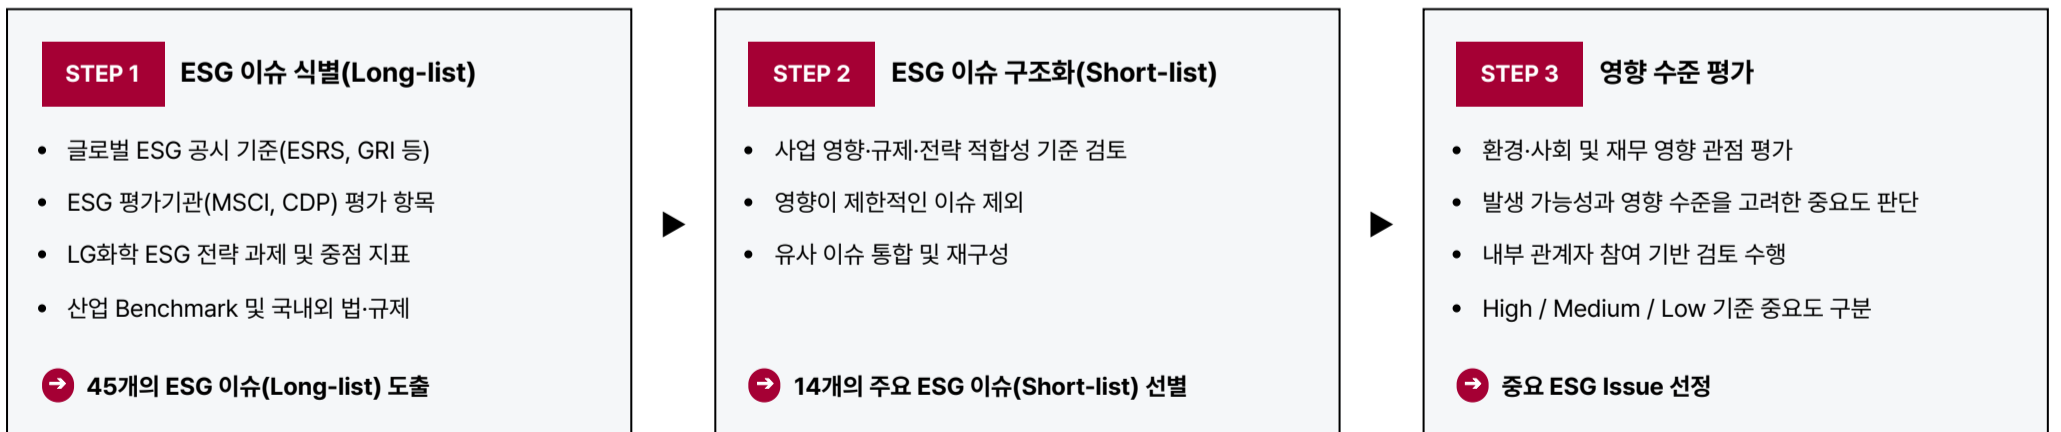 STEP 1 ESG 이슈 식별(Long-list)
• 글로벌 ESG 공시 기준(ESRS, GRI 등)
• ESG 평가기관(MSCI, CDP) 평가 항목
• LG화학 ESG 전략 과제 및 중점 지표
• 산업 Benchmark 및 국내외 법·규제
45개의 ESG 이슈(Long-list) 도출
STEP 2 ESG 이슈 구조화(Short-list)
• 사업 영향·규제·전략 적합성 기준 검토
• 영향이 제한적인 이슈 제외
• 유사 이슈 통합 및 재구성
14개의 주요 ESG 이슈(Short-list) 선별
STEP 3 영향 수준 평가
• 환경·사회 및 재무 영향 관점 평가
• 발생 가능성과 영향 수준을 고려한 중요도 판단
• 내부 관계자 참여 기반 검토 수행
• High / Medium / Low 기준 중요도 구분
중요 ESG Issue 선정